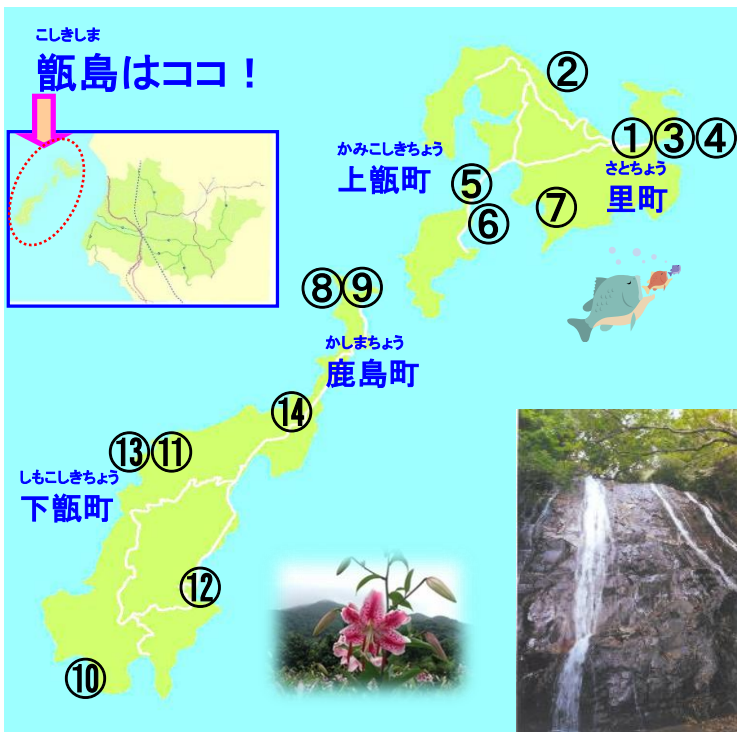 こしきしま
甑島はココ！
②
①③④
かみこしきちょう
上甑町
さとちょう
里町
⑤
⑥
⑦
⑧⑨
かしまちょう
鹿島町
⑭
⑬⑪
しもこしきちょう
下甑町
⑫
⑩